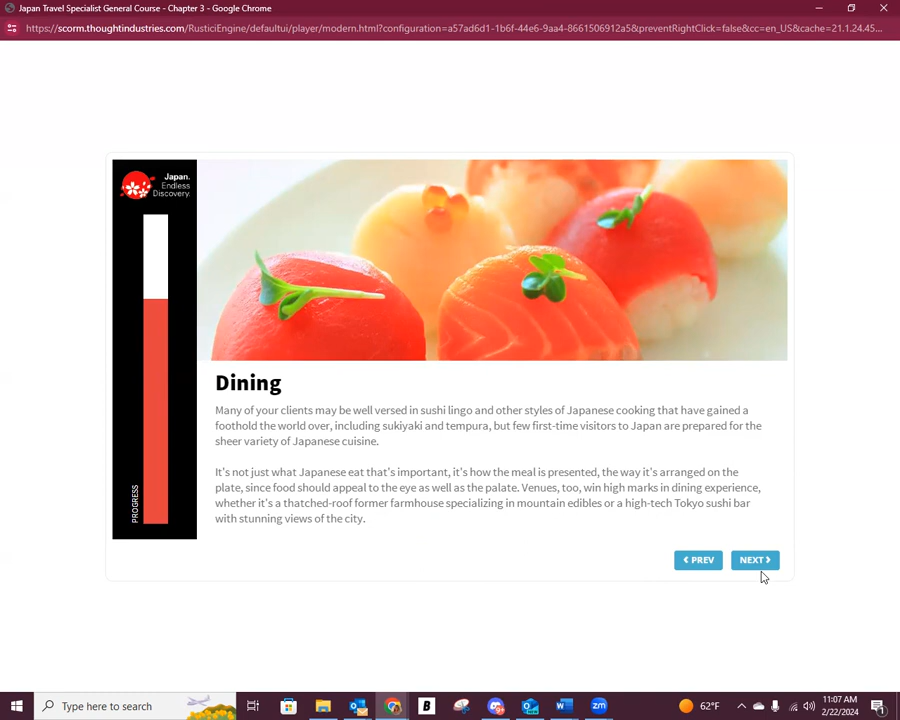 Japan Travel Specialist General Course - Chapter 3 - Google Chrome
https://scorm.thoughtindustries.com/RusticiEngine/defaultui/player/modern.html?configuration=a57ad6d1-1b6f-44e6-9aa4-8661506912a5&preventRightClick=false&cc=en_US&cache=21.1.24.45...
Japan.
Endless
Discovery.
PROGRESS
Dining
Many of your clients may be well versed in sushi lingo and other styles of Japanese cooking that have gained a
foothold the world over, including sukiyaki and tempura, but few first-time visitors to Japan are prepared for the
sheer variety of Japanese cuisine.
It's not just what Japanese eat that's important, it's how the meal is presented, the way it's arranged on the
plate, since food should appeal to the eye as well as the palate. Venues, too, win high marks in dining experience,
whether it's a thatched-roof former farmhouse specializing in mountain edibles or a high-tech Tokyo sushi bar
with stunning views of the city.
PREV
NEXT
Type here to search
B
W
zm
62°F
11:07 AM
2/22/2024
1